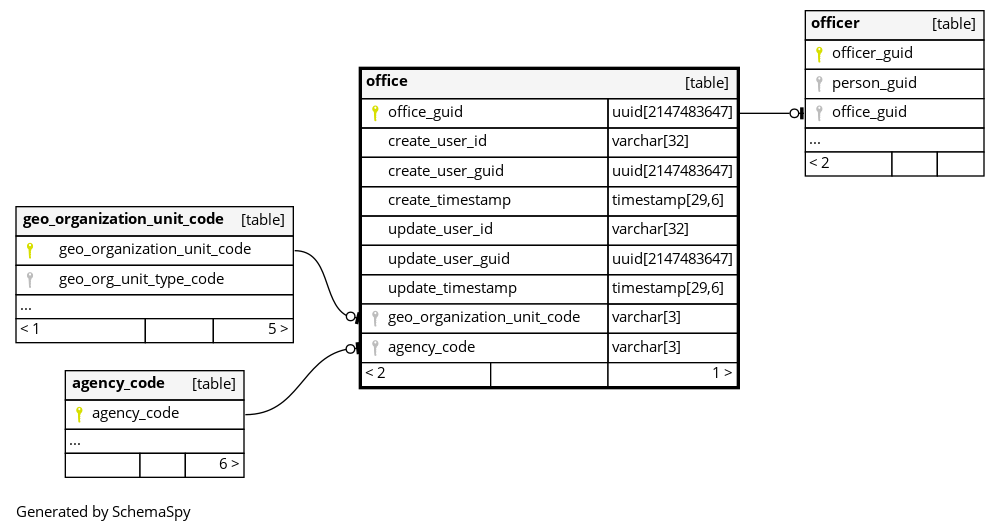 officer [table]
officer_guid
person_guid
office_guid
...
< 2
office [table]
office_guid uuid[2147483647]
create_user_id varchar[32]
create_user_guid uuid[2147483647]
create_timestamp timestamp[29,6]
update_user_id varchar[32]
update_user_guid uuid[2147483647]
update_timestamp timestamp[29,6]
geo_organization_unit_code varchar[3]
agency_code varchar[3]
< 2 1 >
geo_organization_unit_code [table]
geo_organization_unit_code
geo_org_unit_type_code
...
< 1 5 >
agency_code [table]
agency_code
...
6 >
Generated by SchemaSpy